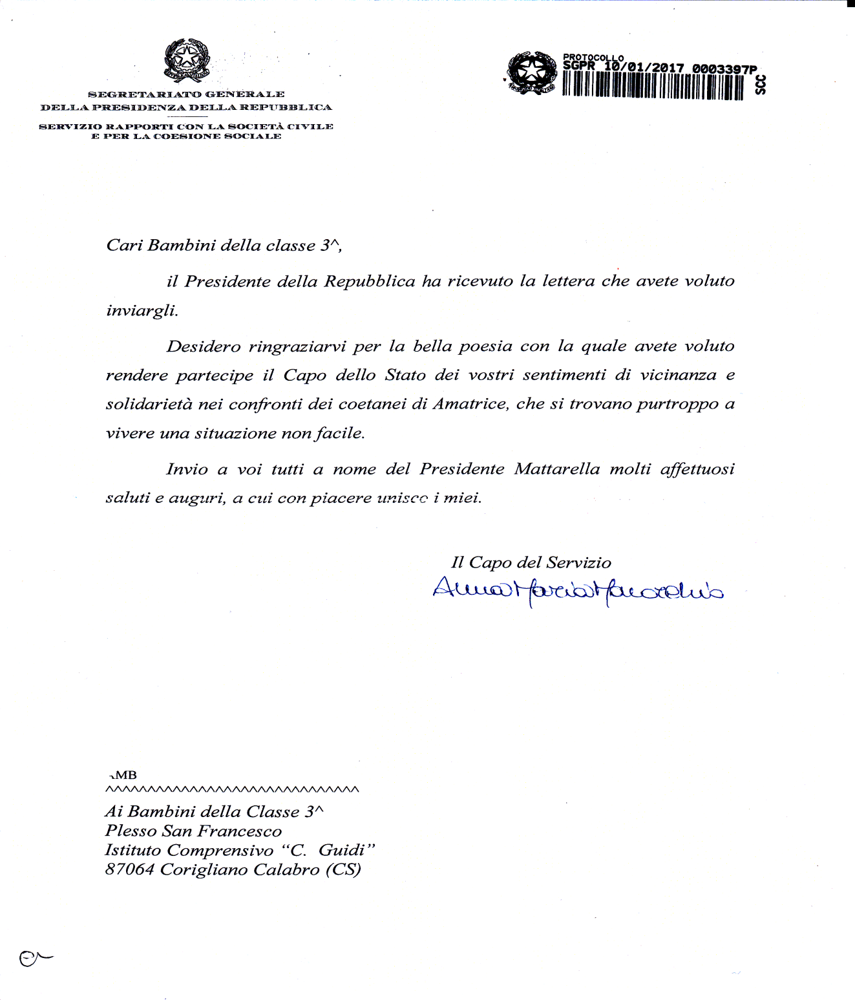 SEGRETARIATO GENERALE
DELLA PRESIDENZA DELLA REPUBBLICA
SERVIZIO RAPPORTI CON LA SOCIETÀ CIVILE
E PER LA COESIONE SOCIALE
PROTOCOLLO
SGPR 10/01/2017 0003397P
SCC
Cari Bambini della classe 3^,
il Presidente della Repubblica ha ricevuto la lettera che avete voluto
inviargli.
Desidero ringraziarvi per la bella poesia con la quale avete voluto
rendere partecipe il Capo dello Stato dei vostri sentimenti di vicinanza e
solidarietà nei confronti dei coetanei di Amatrice, che si trovano purtroppo a
vivere una situazione non facile.
Invio a voi tutti a nome del Presidente Mattarella molti affettuosi
saluti e auguri, a cui con piacere unisco i miei.
Il Capo del Servizio
Anna Maria
MB
^^^^^^^^^^^^^^^^^^^^^^^^^^^^^^
Ai Bambini della Classe 3^
Plesso San Francesco
Istituto Comprensivo “C. Guidi”
87064 Corigliano Calabro (CS)